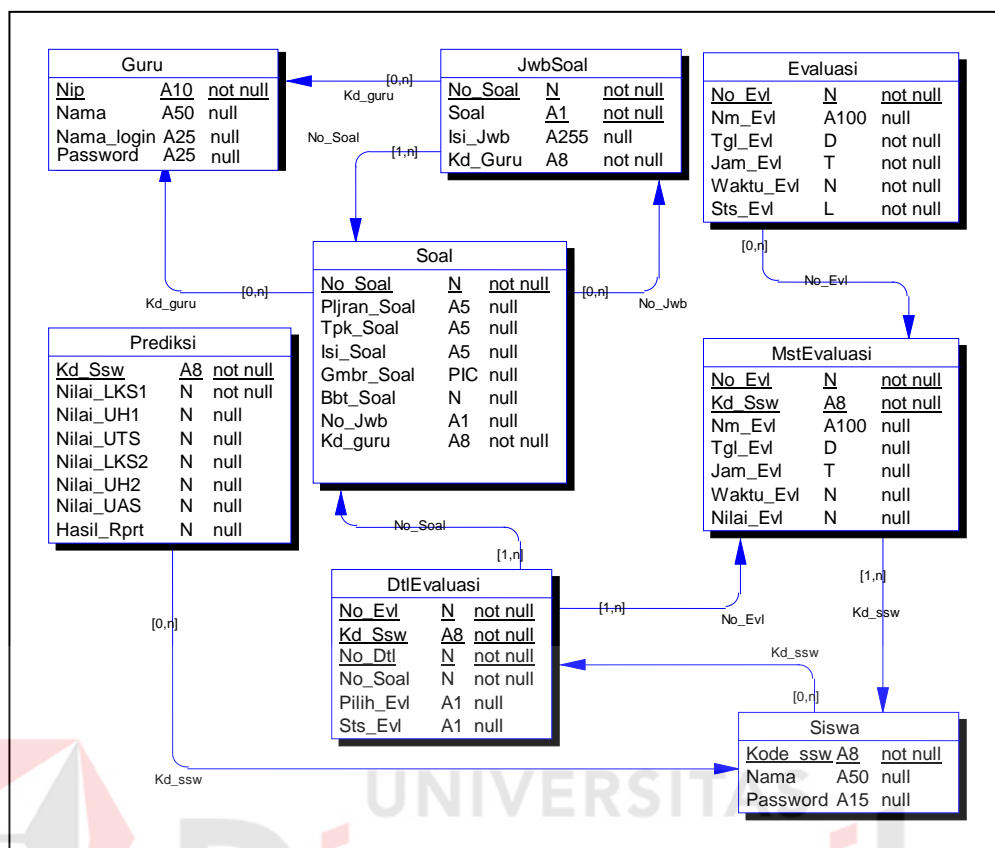 Guru
Nip A10 not null
Nama A50 null
Nama_login A25 null
Password A25 null
[0,n]
Kd_guru
JwbSoal
No_Soal N not null
Soal A1 not null
Isi_Jwb A255 null
Kd_Guru A8 not null
Evaluasi
No_Evl N not null
Nm_Evl A100 null
Tgl_Evl D not null
Jam_Evl T not null
Waktu_Evl N not null
Sts_Evl L not null
No_Soal
[1,n]
[0,n]
No_Evl
Soal
No_Soal N not null
Pljran_Soal A5 null
Tpk_Soal A5 null
Isi_Soal A5 null
Gmbr_Soal PIC null
Bbt_Soal N null
No_Jwb A1 null
Kd_guru A8 not null
[0,n]
Kd_guru
[0,n]
No_Jwb
Prediksi
Kd_Ssw A8 not null
Nilai_LKS1 N not null
Nilai_UH1 N null
Nilai_UTS N null
Nilai_LKS2 N null
Nilai_UH2 N null
Nilai_UAS N null
Hasil_Rprt N null
MstEvaluasi
No_Evl N not null
Kd_Ssw A8 not null
Nm_Evl A100 null
Tgl_Evl D null
Jam_Evl T null
Waktu_Evl N null
Nilai_Evl N null
No_Soal
[1,n]
DtlEvaluasi
No_Evl N not null
Kd_Ssw A8 not null
No_Dtl N not null
No_Soal N not null
Pilih_Evl A1 null
Sts_Evl A1 null
[1,n]
No_Evl
[1,n]
Kd_ssw
[0,n]
Kd_ssw
Kd_ssw
[0,n]
Siswa
Kode_ssw A8 not null
Nama A50 null
Password A15 null
UNIVERSITAS